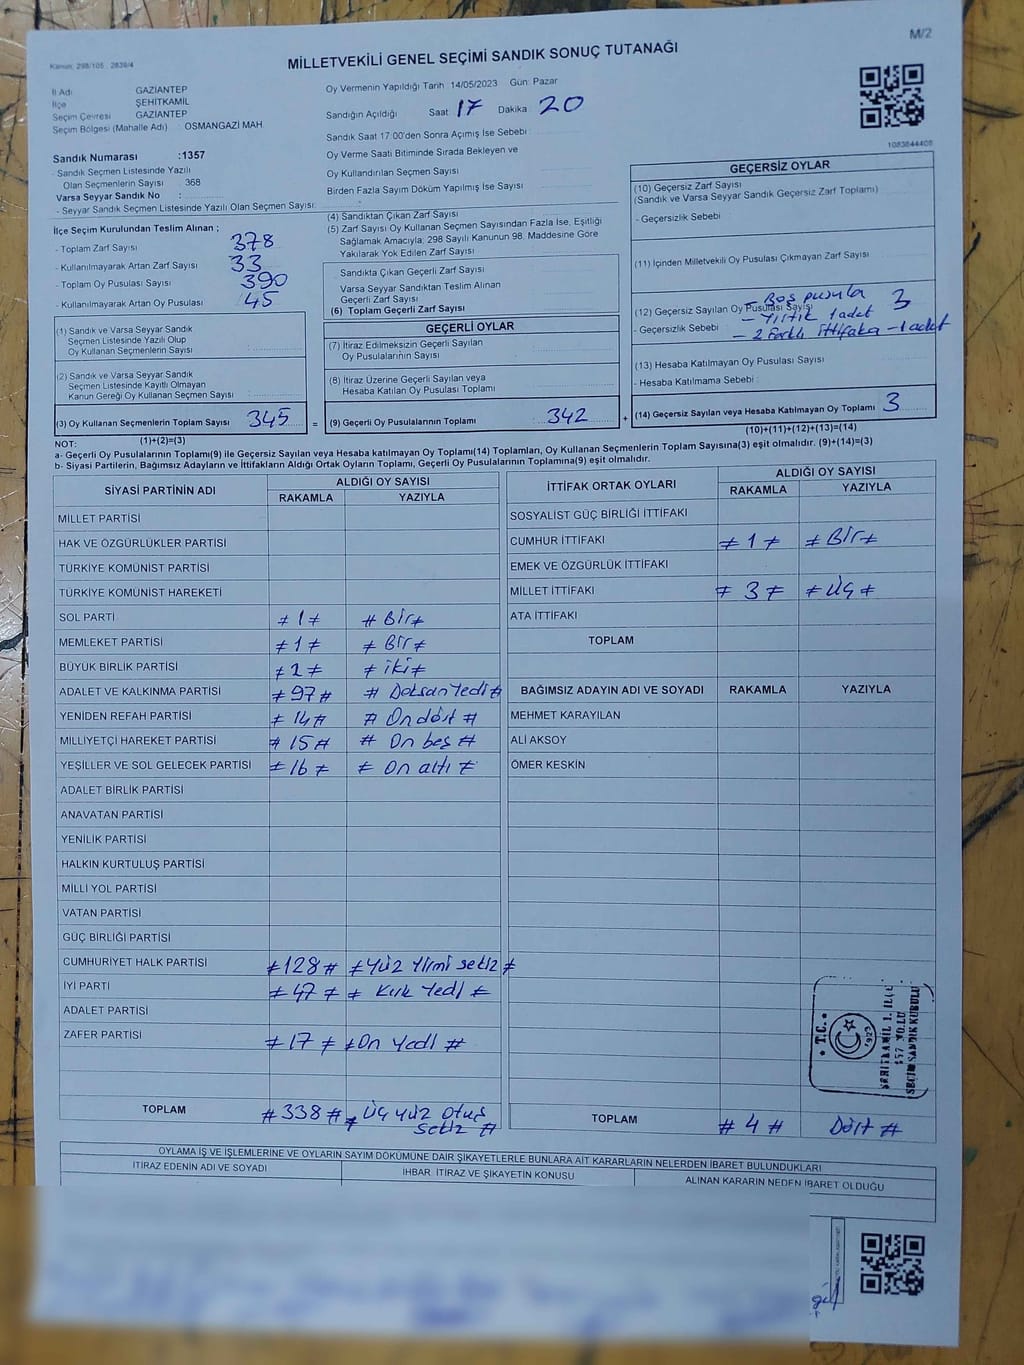 M/2
Kanun; 298/105 , 2839/4
MİLLETVEKİLİ GENEL SEÇİMİ SANDIK SONUÇ TUTANAĞI
İl Adı GAZİANTEP
İlçe ŞEHİTKAMİL
Seçim Çevresi GAZİANTEP
Seçim Bölgesi (Mahalle Adı) : OSMANGAZİ MAH
Sandık Numarası :1357
- Sandık Seçmen Listesinde Yazılı
Olan Seçmenlerin Sayısı : 368
Varsa Seyyar Sandık No :
- Seyyar Sandık Seçmen Listesinde Yazılı Olan Seçmen Sayısı:
İlçe Seçim Kurulundan Teslim Alınan ;
- Toplam Zarf Sayısı 378
- Kullanılmayarak Artan Zarf Sayısı 33
- Toplam Oy Pusulası Sayısı 390
- Kullanılmayarak Artan Oy Pusulası 45
(1) Sandık ve Varsa Seyyar Sandık
Seçmen Listesinde Yazılı Olup
Oy Kullanan Seçmenlerin Sayısı :
(2) Sandık ve Varsa Seyyar Sandık
Seçmen Listesinde Kayıtlı Olmayan
Kanun Gereği Oy Kullanan Seçmen Sayısı :
(3) Oy Kullanan Seçmenlerin Toplam Sayısı : 345 =
(1)+(2)=(3)
Oy Vermenin Yapıldığı Tarih : 14/05/2023 Gün: Pazar
Sandığın Açıldığı Saat 17 Dakika 20
Sandık Saat 17:00'den Sonra Açımış İse Sebebi :
Oy Verme Saati Bitiminde Sırada Bekleyen ve
Oy Kullandırılan Seçmen Sayısı
Birden Fazla Sayım Döküm Yapılmış İse Sayısı
(4) Sandıktan Çıkan Zarf Sayısı
(5) Zarf Sayısı Oy Kullanan Seçmen Sayısından Fazla İse, Eşitliği
Sağlamak Amacıyla; 298 Sayılı Kanunun 98. Maddesine Göre
Yakılarak Yok Edilen Zarf Sayısı
Sandıkta Çıkan Geçerli Zarf Sayısı
Varsa Seyyar Sandıktan Teslim Alınan
Geçerli Zarf Sayısı
(6) Toplam Geçerli Zarf Sayısı
GEÇERLİ OYLAR
(7) İtiraz Edilmeksizin Geçerli Sayılan
Oy Pusulalarının Sayısı
(8) İtiraz Üzerine Geçerli Sayılan veya
Hesaba Katılan Oy Pusulası Toplamı
(9) Geçerli Oy Pusulalarının Toplamı : 342 +
1083844408
GEÇERSİZ OYLAR
(10) Geçersiz Zarf Sayısı
(Sandık ve Varsa Seyyar Sandık Geçersiz Zarf Toplamı)
- Geçersizlik Sebebi :
(11) İçinden Milletvekili Oy Pusulası Çıkmayan Zarf Sayısı
(12) Geçersiz Sayılan Oy Pusulası Sayısı 3
- Geçersizlik Sebebi :
- Boş pusula
- Yırtık 1 adet
- 2 Farklı ittifaka - 1 adet
(13) Hesaba Katılmayan Oy Pusulası Sayısı
- Hesaba Katılmama Sebebi :
(14) Geçersiz Sayılan veya Hesaba Katılmayan Oy Toplamı 3
(10)+(11)+(12)+(13)=(14)
NOT:
a- Geçerli Oy Pusulalarının Toplamı(9) ile Geçersiz Sayılan veya Hesaba katılmayan Oy Toplamı(14) Toplamları, Oy Kullanan Seçmenlerin Toplam Sayısına(3) eşit olmalıdır. (9)+(14)=(3)
b- Siyasi Partilerin, Bağımsız Adayların ve İttifakların Aldığı Ortak Oyların Toplamı, Geçerli Oy Pusulalarının Toplamına(9) eşit olmalıdır.
SİYASİ PARTİNİN ADI ALDIĞI OY SAYISI
RAKAMLA YAZIYLA
MİLLET PARTİSİ
HAK VE ÖZGÜRLÜKLER PARTİSİ
TÜRKİYE KOMÜNİST PARTİSİ
TÜRKİYE KOMÜNİST HAREKETİ
SOL PARTİ ≠ 1 ≠ # Bir ≠
MEMLEKET PARTİSİ ≠ 1 ≠ ≠ Bir ≠
BÜYÜK BİRLİK PARTİSİ ≠ 2 ≠ ≠ iki ≠
ADALET VE KALKINMA PARTİSİ ≠ 97 # # Doksan Yedi #
YENİDEN REFAH PARTİSİ ≠ 14 # # On dört #
MİLLİYETÇİ HAREKET PARTİSİ ≠ 15 # # On beş #
YEŞİLLER VE SOL GELECEK PARTİSİ ≠ 16 ≠ ≠ On altı ≠
ADALET BİRLİK PARTİSİ
ANAVATAN PARTİSİ
YENİLİK PARTİSİ
HALKIN KURTULUŞ PARTİSİ
MİLLİ YOL PARTİSİ
VATAN PARTİSİ
GÜÇ BİRLİĞİ PARTİSİ
CUMHURİYET HALK PARTİSİ ≠ 128 # ≠ Yüz Yirmi sekiz ≠
İYİ PARTİ ≠ 47 ≠ ≠ Kırk Yedi ≠
ADALET PARTİSİ
ZAFER PARTİSİ ≠ 17 ≠ ≠ On Yedi #
TOPLAM # 338 # ≠ Üç yüz otuz
sekiz #
İTTİFAK ORTAK OYLARI ALDIĞI OY SAYISI
RAKAMLA YAZIYLA
SOSYALİST GÜÇ BİRLİĞİ İTTİFAKI
CUMHUR İTTİFAKI ≠ 1 ≠ ≠ Bir ≠
EMEK VE ÖZGÜRLÜK İTTİFAKI
MİLLET İTTİFAKI ≠ 3 ≠ ≠ Üç ≠
ATA İTTİFAKI
TOPLAM
BAĞIMSIZ ADAYIN ADI VE SOYADI RAKAMLA YAZIYLA
MEHMET KARAYILAN
ALİ AKSOY
ÖMER KESKİN
T.C.
1923
ŞEHİTKAMİL 1. İLÇE
SEÇİM SANDIK KURULU
TOPLAM # 4 # Dört #
OYLAMA İŞ VE İŞLEMLERİNE VE OYLARIN SAYIM DÖKÜMÜNE DAİR ŞİKAYETLERLE BUNLARA AİT KARARLARIN NELERDEN İBARET BULUNDUKLARI
İTİRAZ EDENİN ADI VE SOYADI İHBAR, İTİRAZ VE ŞİKAYETİN KONUSU ALINAN KARARIN NEDEN İBARET OLDUĞU